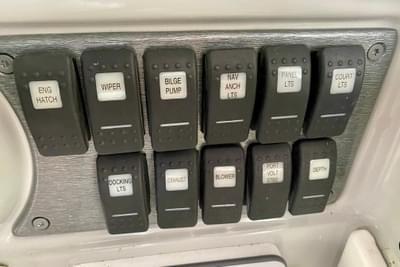 ENG
HATCH
WIPER
BILGE
PUMP
NAV
ANCH
LTS
PANEL
LTS
COURT
LTS
DOCKING
LTS
EXHAUST
BLOWER
PORT
VOLT
DEPTH